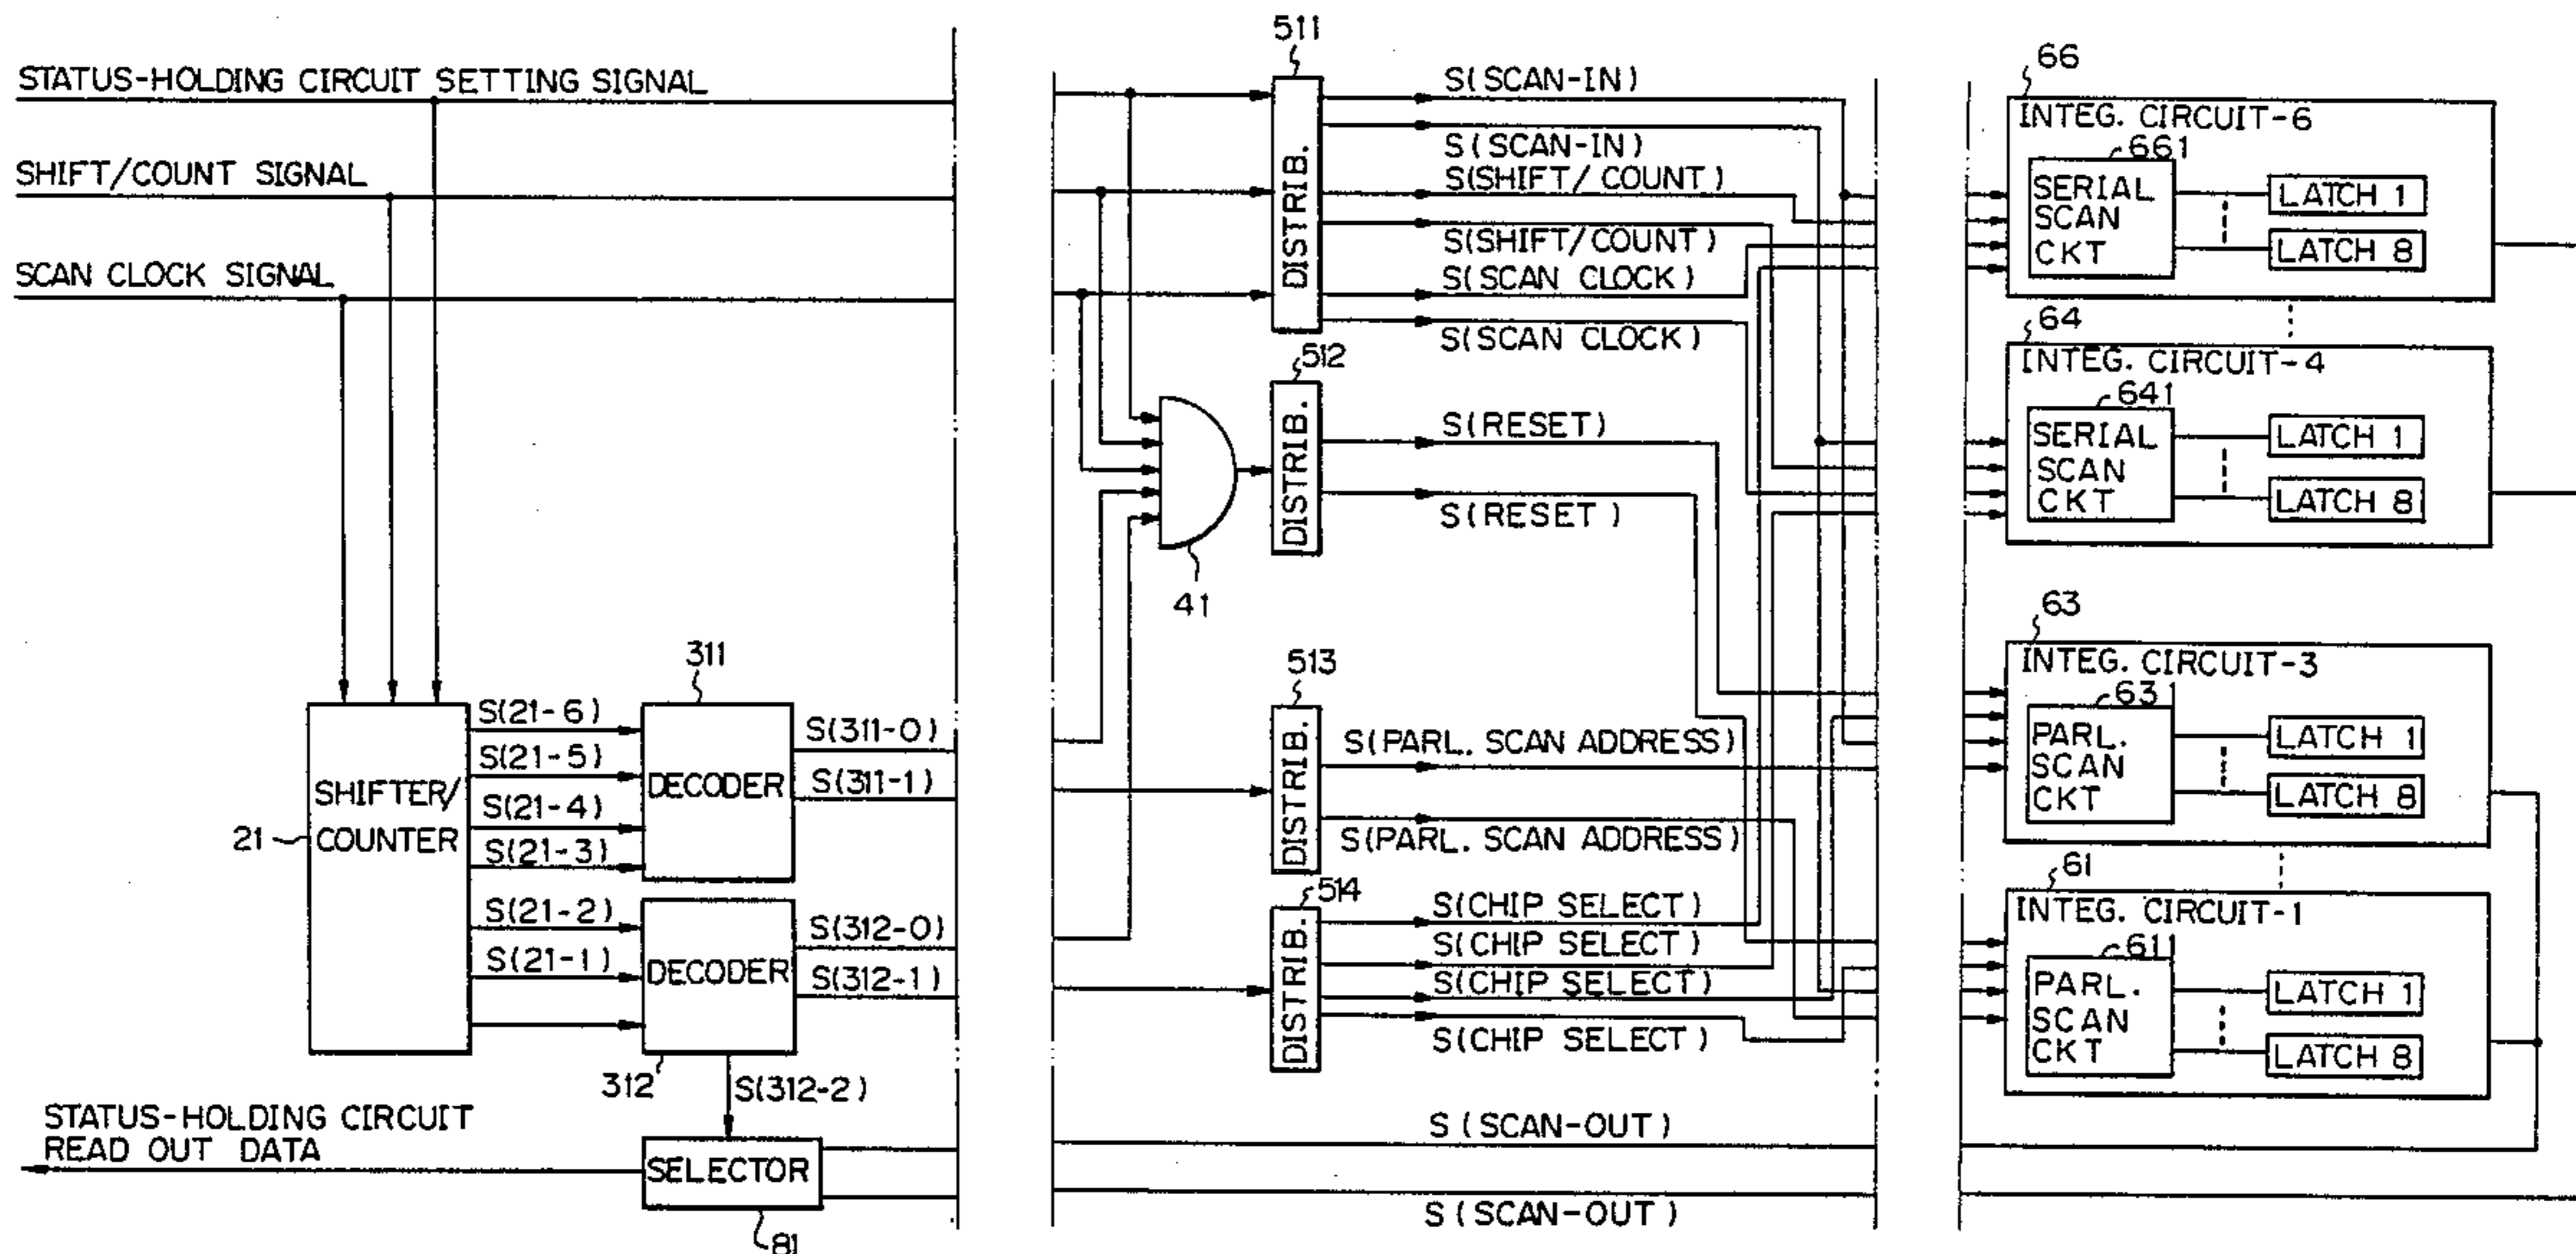 STATUS-HOLDING CIRCUIT SETTING SIGNAL
SHIFT/COUNT SIGNAL
SCAN CLOCK SIGNAL
21
SHIFTER/
COUNTER
S(21-6)
S(21-5)
S(21-4)
S(21-3)
S(21-2)
S(21-1)
311
DECODER
S(311-0)
S(311-1)
DECODER
312
S(312-0)
S(312-1)
S(312-2)
STATUS-HOLDING CIRCUIT
READ OUT DATA
SELECTOR
81
511
DISTRIB.
S(SCAN-IN)
S(SCAN-IN)
S(SHIFT/COUNT)
S(SHIFT/COUNT)
S(SCAN CLOCK)
S(SCAN CLOCK)
41
512
DISTRIB.
S(RESET)
S(RESET)
513
DISTRIB.
S(PARL. SCAN ADDRESS)
S(PARL. SCAN ADDRESS)
514
DISTRIB.
S(CHIP SELECT)
S(CHIP SELECT)
S(CHIP SELECT)
S(CHIP SELECT)
S(SCAN-OUT)
S(SCAN-OUT)
66
INTEG. CIRCUIT-6
661
SERIAL
SCAN
CKT
LATCH 1
LATCH 8
64
INTEG. CIRCUIT-4
641
SERIAL
SCAN
CKT
LATCH 1
LATCH 8
63
INTEG. CIRCUIT-3
631
PARL.
SCAN
CKT
LATCH 1
LATCH 8
61
INTEG. CIRCUIT-1
611
PARL.
SCAN
CKT
LATCH 1
LATCH 8